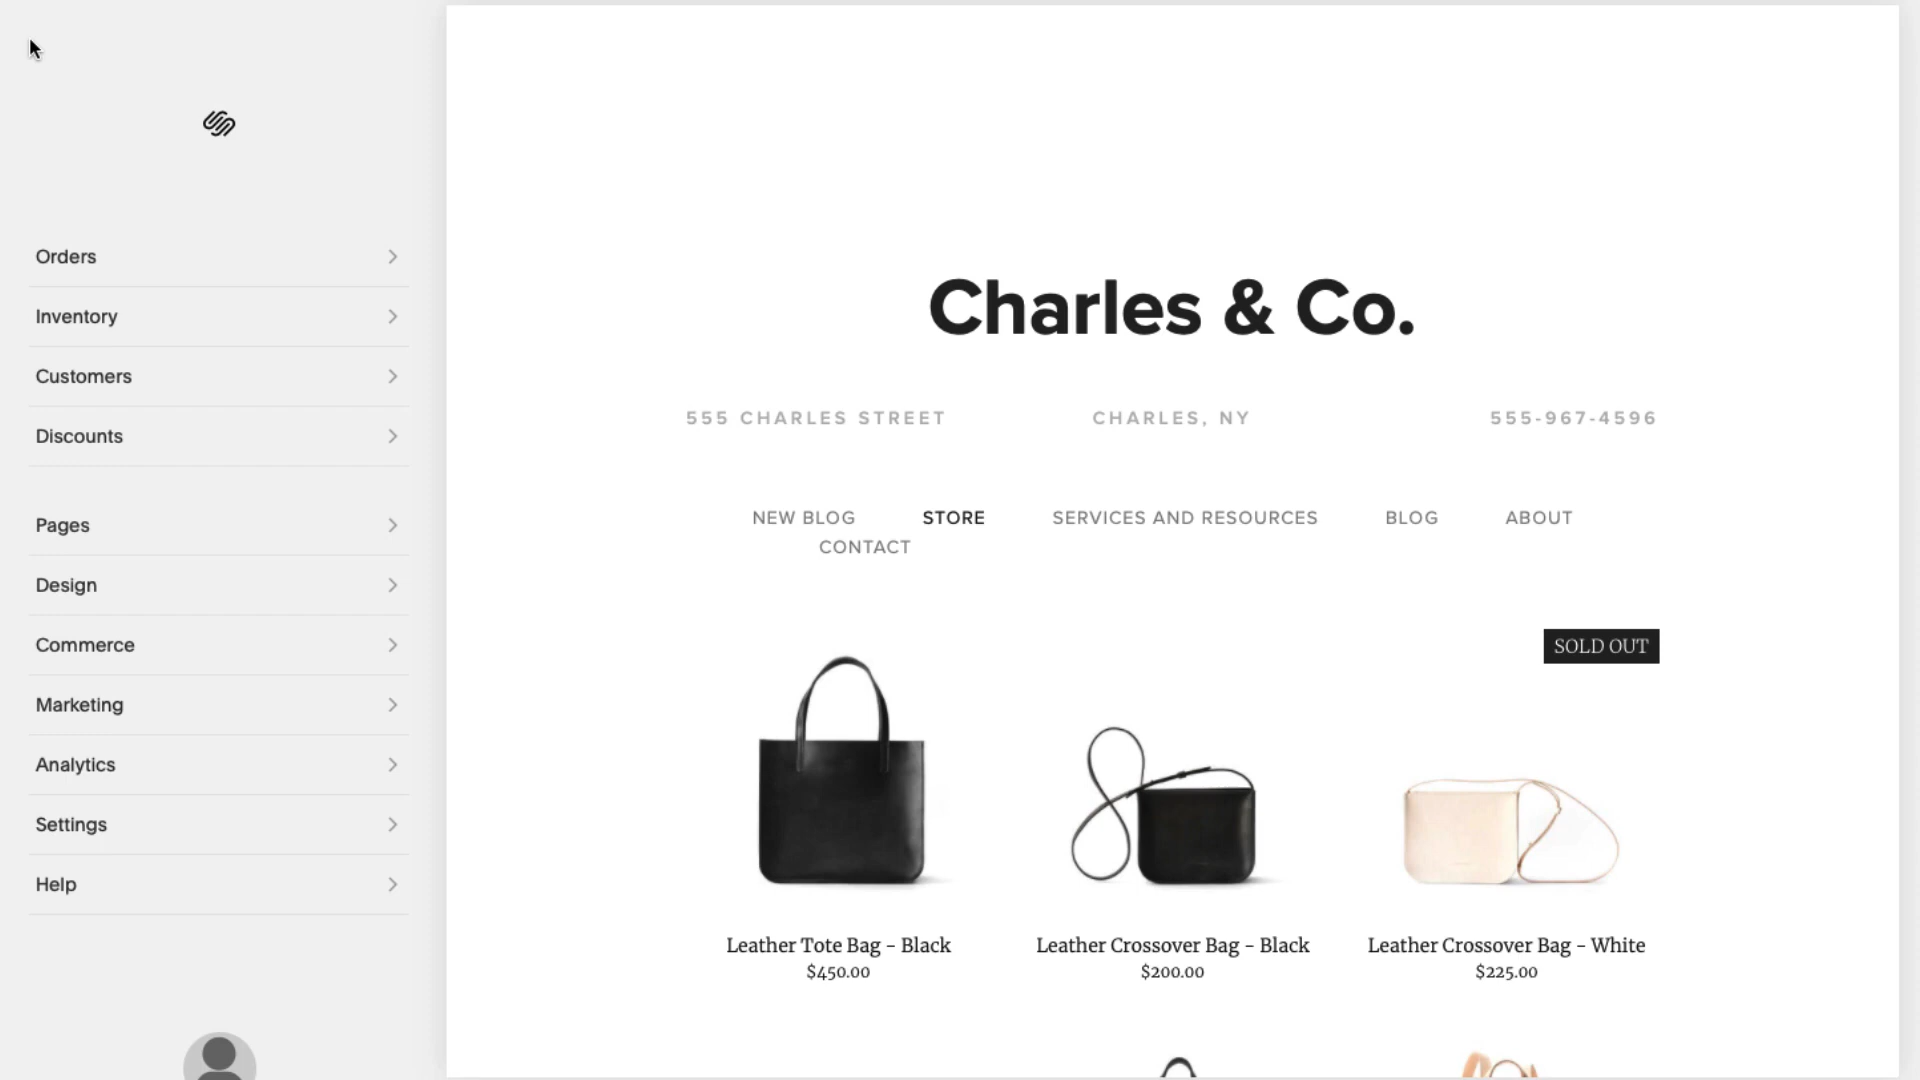 Orders
Inventory
Customers
Discounts
Pages
Design
Commerce
Marketing
Analytics
Settings
Help
Charles & Co.
555 CHARLES STREET CHARLES, NY 555-967-4596
NEW BLOG STORE SERVICES AND RESOURCES BLOG ABOUT
CONTACT
SOLD OUT
Leather Tote Bag - Black
$450.00
Leather Crossover Bag - Black
$200.00
Leather Crossover Bag - White
$225.00